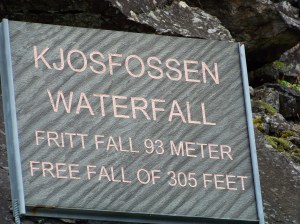 KJOSFOSSEN
WATERFALL
FRITT FALL 93 METER
FREE FALL OF 305 FEET